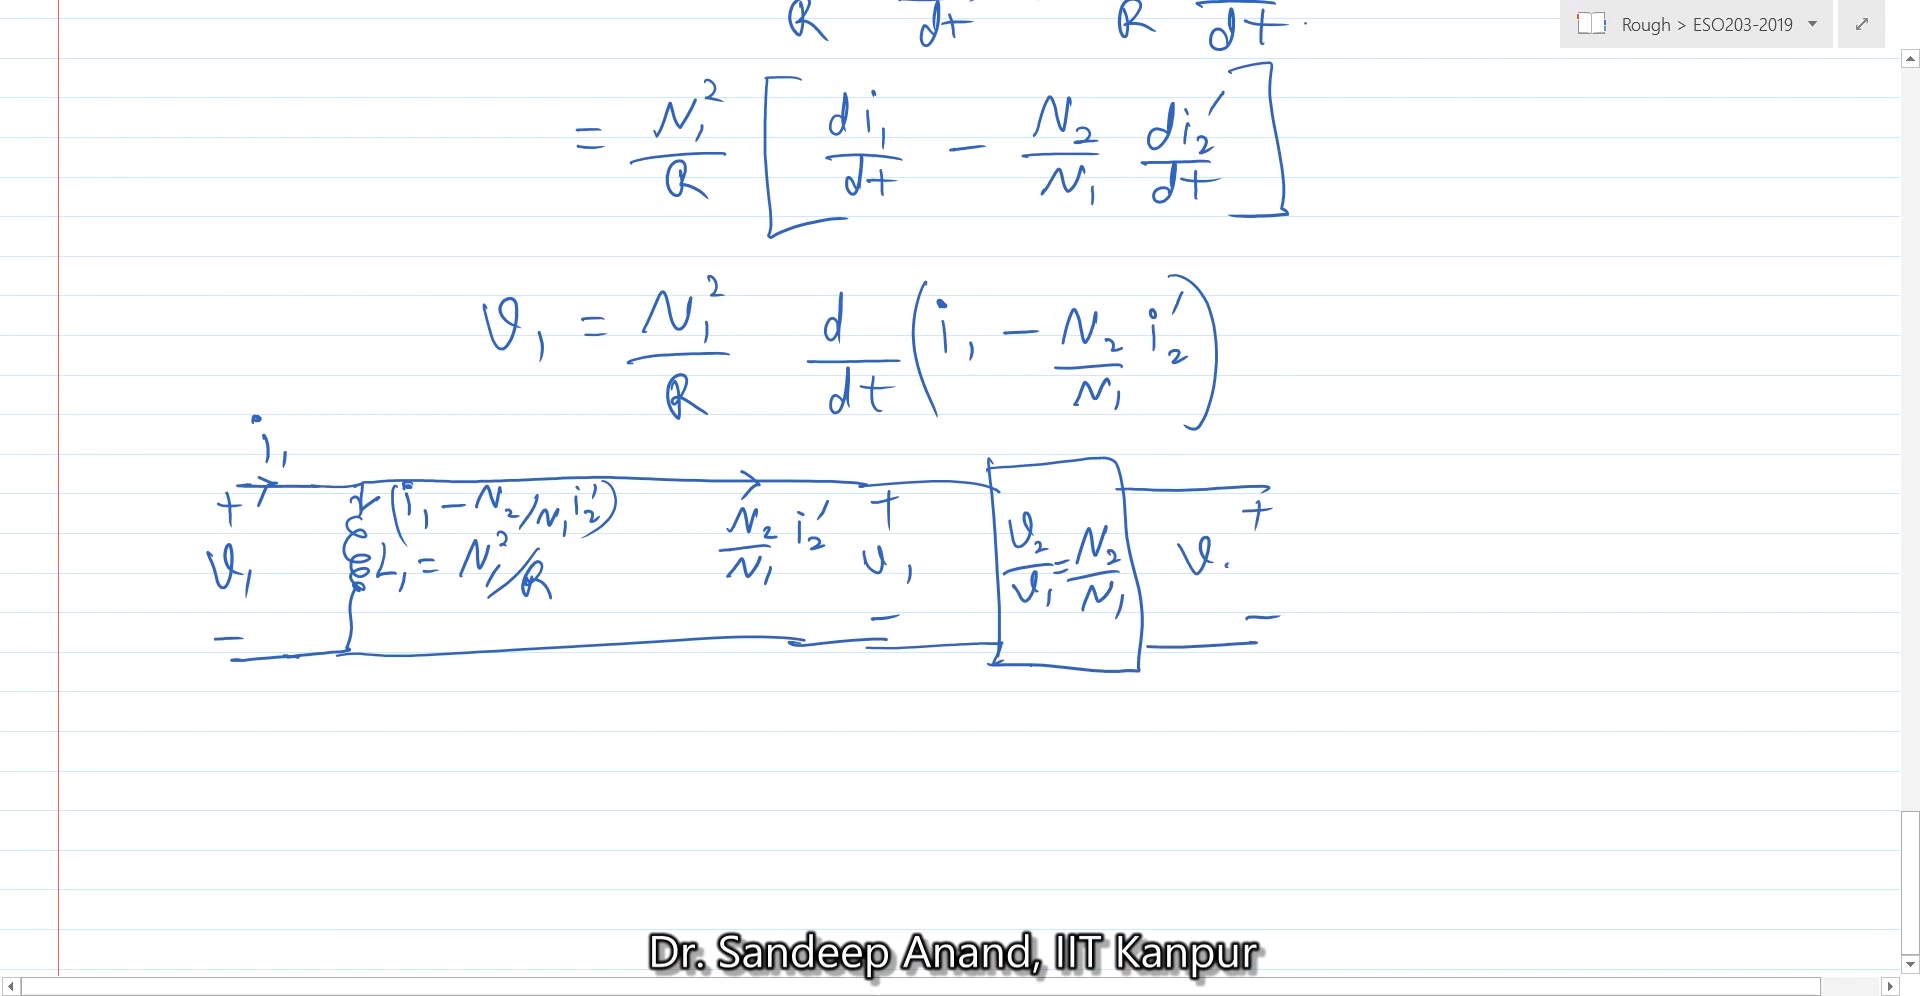 Rough > ESO203-2019
R dt R dt.
= N₁²/R [ di₁/dt − N₂/N₁ di₂′/dt ]
v₁ = N₁²/R d/dt ( i₁ − N₂/N₁ i₂′ )
i₁
+ (i₁ − N₂/N₁ i₂′) N₂/N₁ i₂′ + +
v₁ L₁ = N₁²/R v₁ v₂/v₁ = N₂/N₁ v.
− − −
Dr. Sandeep Anand, IIT Kanpur